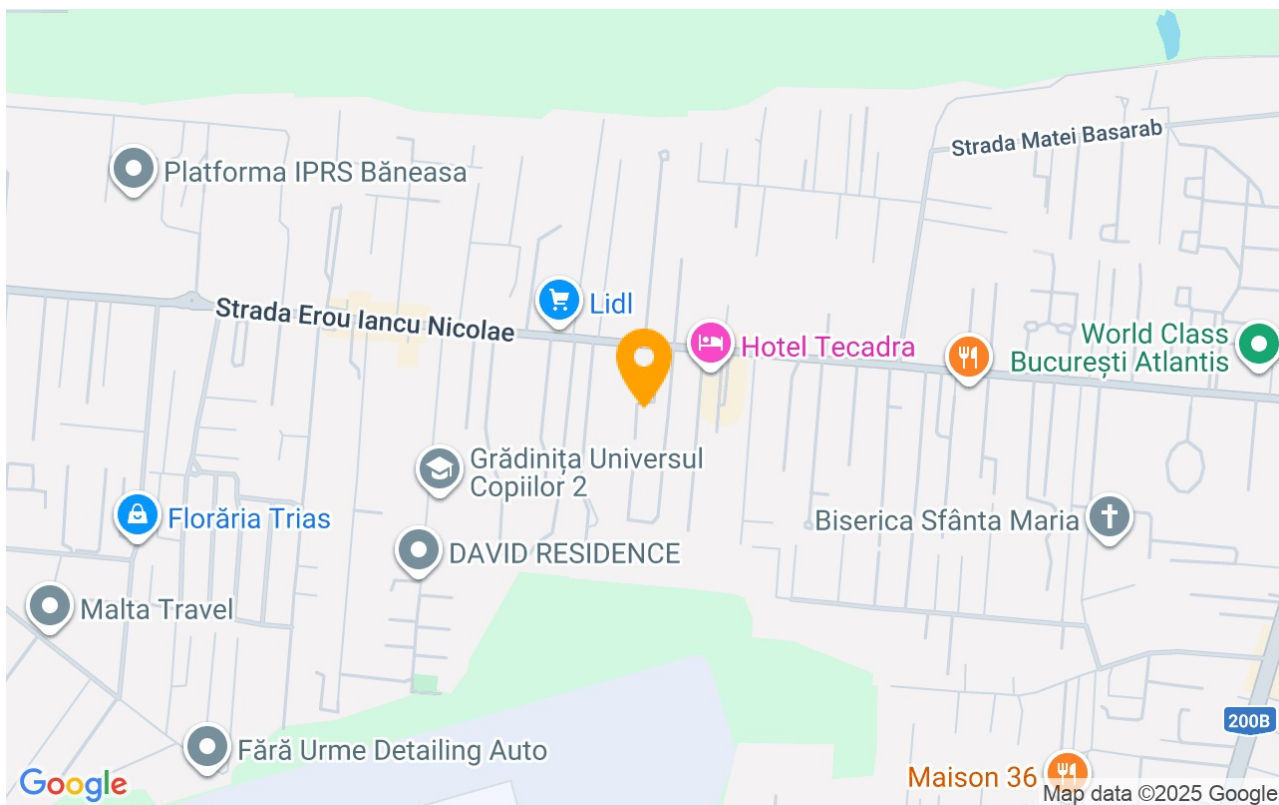 Strada Matei Basarab
Platforma IPRS Băneasa
Strada Erou Iancu Nicolae
Lidl
Hotel Tecadra
World Class
București Atlantis
Grădinița Universul
Copiilor 2
Florăria Trias
Biserica Sfânta Maria
DAVID RESIDENCE
Malta Travel
200B
Fără Urme Detailing Auto
Maison 36
Google
Map data ©2025 Google